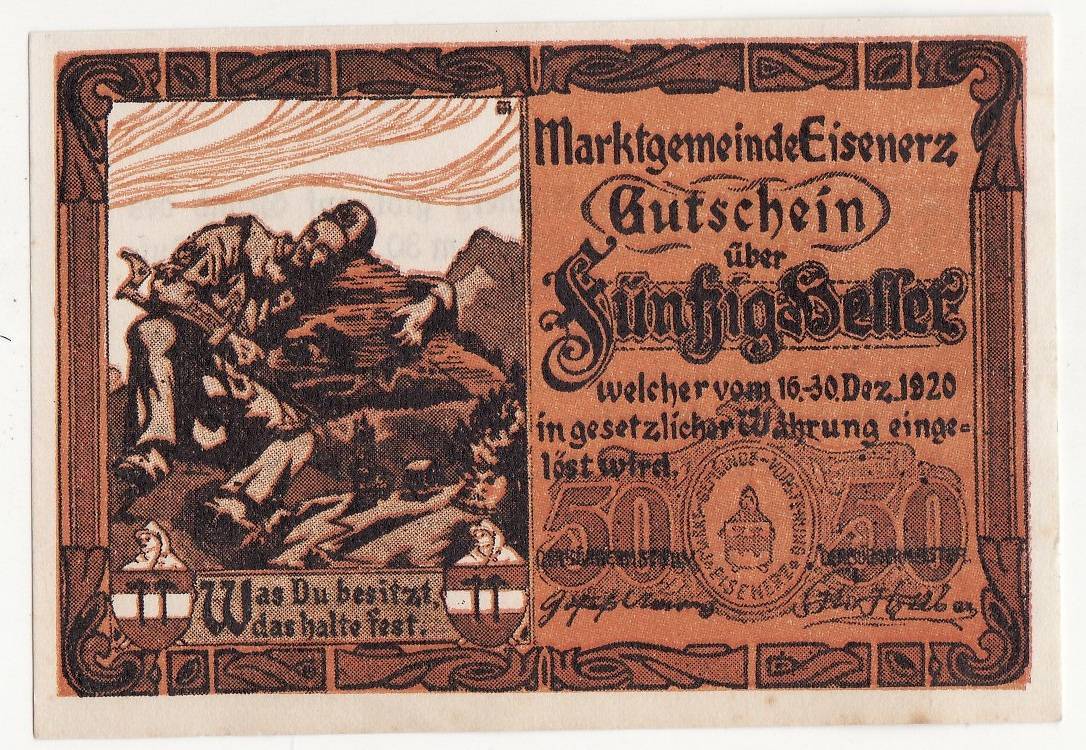 Marktgemeinde Eisenerz
Gutschein
über
Fünfzig Heller
welcher vom 16.-30. Dez. 1920
in gesetzlicher Währung einge=
löst wird.
50 50
Was Du besitzt,
das halte fest.